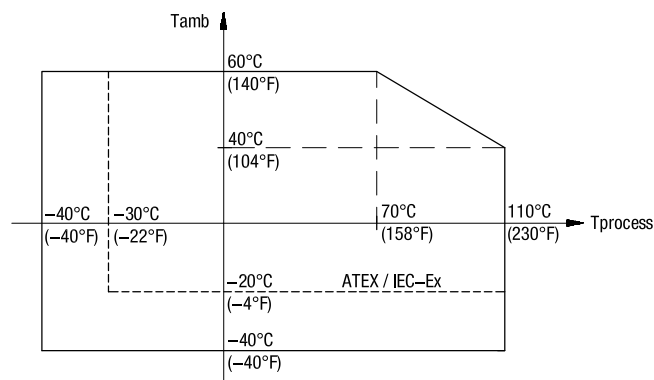 Tamb
60°C
(140°F)
40°C
(104°F)
–40°C
(–40°F)
–30°C
(–22°F)
70°C
(158°F)
110°C
(230°F)
Tprocess
–20°C
(–4°F)
ATEX / IEC–Ex
–40°C
(–40°F)